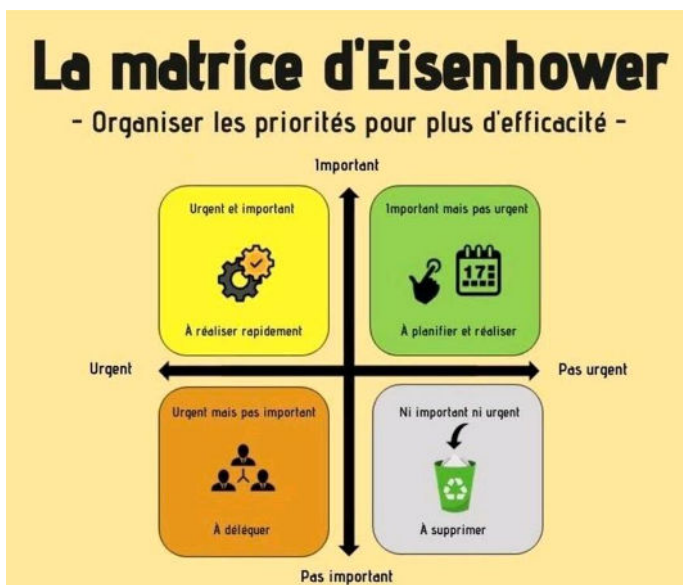 La matrice d'Eisenhower
- Organiser les priorités pour plus d'efficacité -
Important
Urgent et important
Important mais pas urgent
17
À réaliser rapidement
À planifier et réaliser
Urgent
Pas urgent
Urgent mais pas important
Ni important ni urgent
À déléguer
À supprimer
Pas important